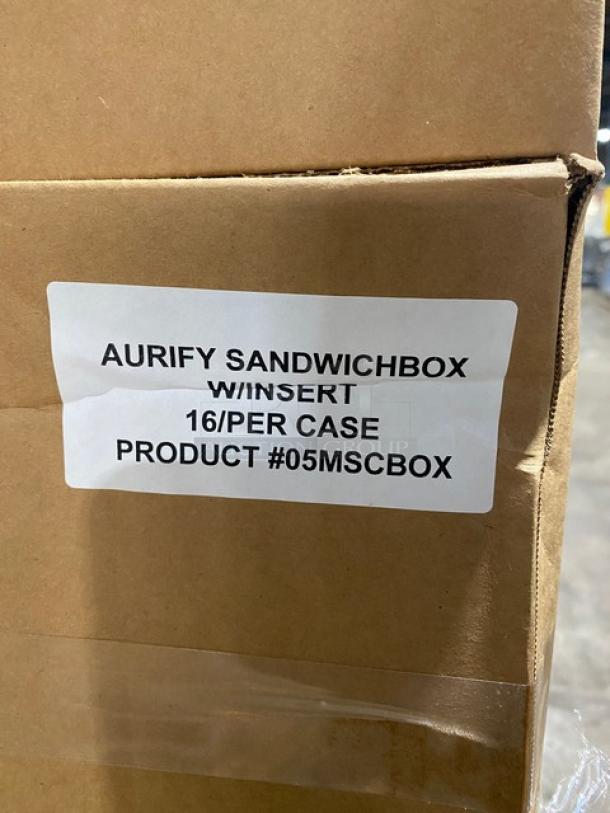 AURIFY SANDWICHBOX
W/INSERT
16/PER CASE
PRODUCT #05MSCBOX